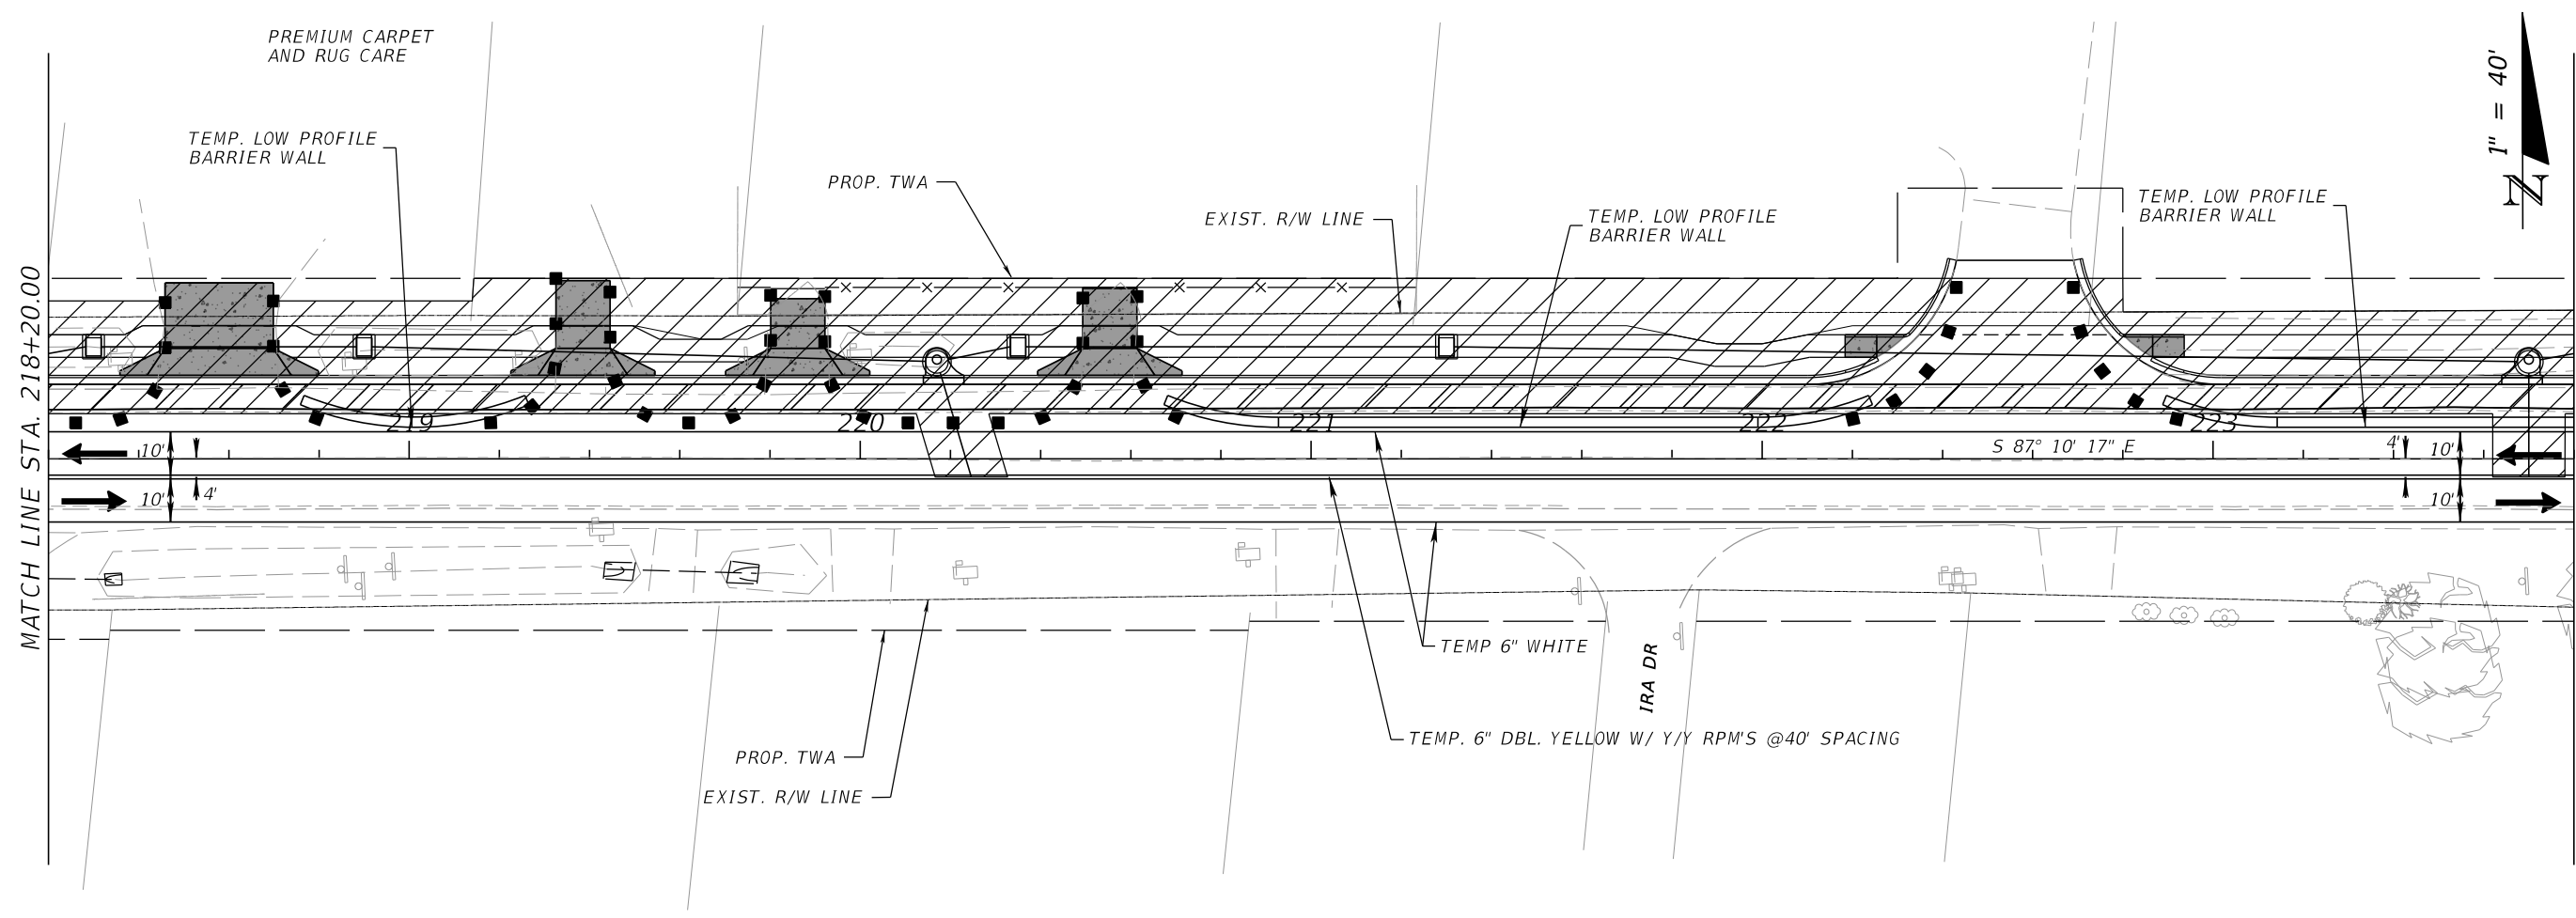 PREMIUM CARPET
AND RUG CARE
1" = 40'
N
TEMP. LOW PROFILE
BARRIER WALL
PROP. TWA
EXIST. R/W LINE
TEMP. LOW PROFILE
BARRIER WALL
TEMP. LOW PROFILE
BARRIER WALL
MATCH LINE STA. 218+20.00
219
220
221
222
223
10'
S 87° 10' 17" E
4'
10'
10'
4'
10'
TEMP 6" WHITE
IRA DR
TEMP. 6" DBL. YELLOW W/ Y/Y RPM'S @40' SPACING
PROP. TWA
EXIST. R/W LINE